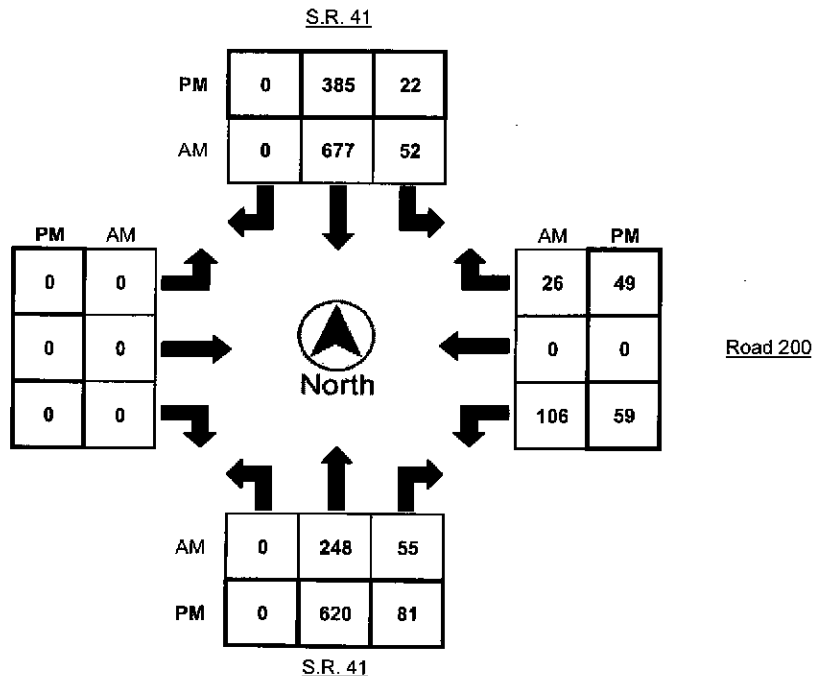 S.R. 41
PM 0 385 22
AM 0 677 52
PM AM
0 0
0 0
0 0
North
AM PM
26 49
0 0
106 59
Road 200
AM 0 248 55
PM 0 620 81
S.R. 41